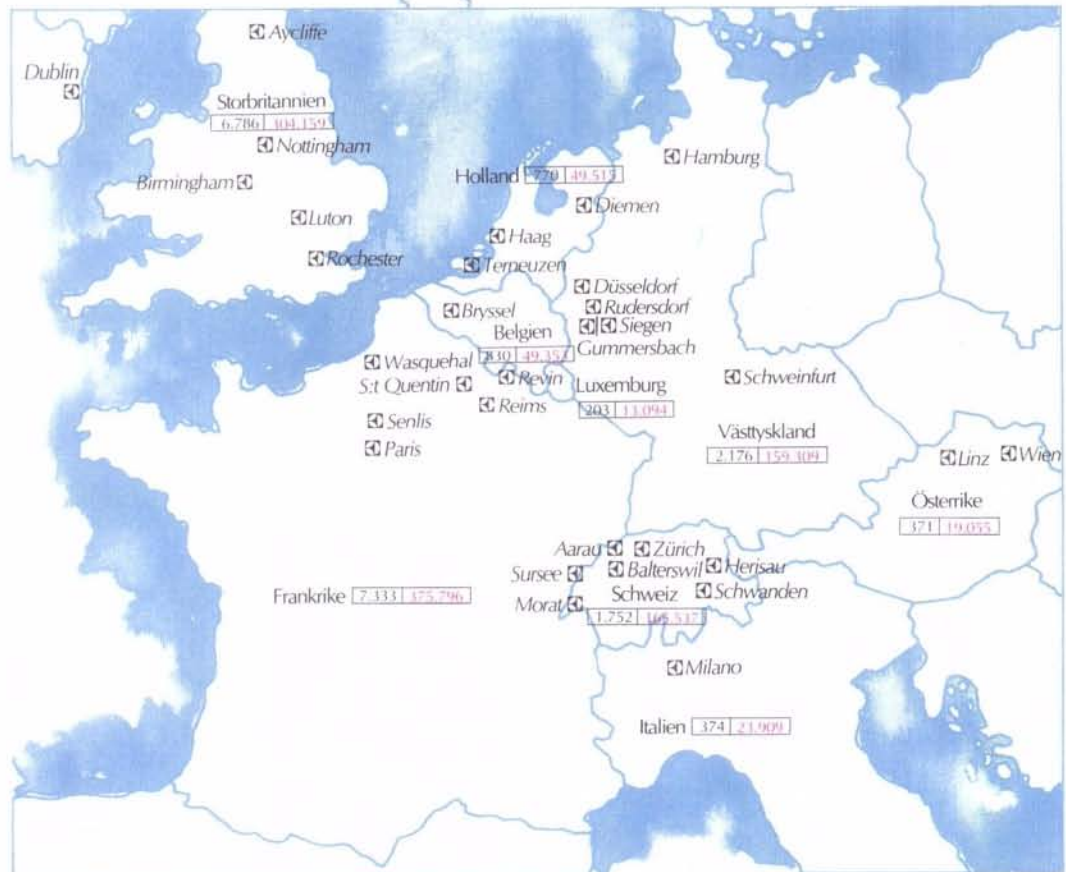 Aycliffe
Dublin
Storbritannien
6.786 304.159
Nottingham
Hamburg
Holland 770 49.515
Birmingham
Diemen
Luton
Haag
Rochester
Terneuzen
Düsseldorf
Rudersdorf
Bryssel
Siegen
Belgien
Gummersbach
830
Wasquehal
Revin
Schweinfurt
S:t Quentin
Luxemburg
Reims
203 13.094
Senlis
Västtyskland
Paris
2.176 159.309
Linz
Wien
Österrike
371 19.055
Aarau
Zürich
Sursee
Balterswil
Herisau
Frankrike 7.333 375.796
Schweiz
Schwanden
Morat
1.752
Milano
Italien 374 23.909